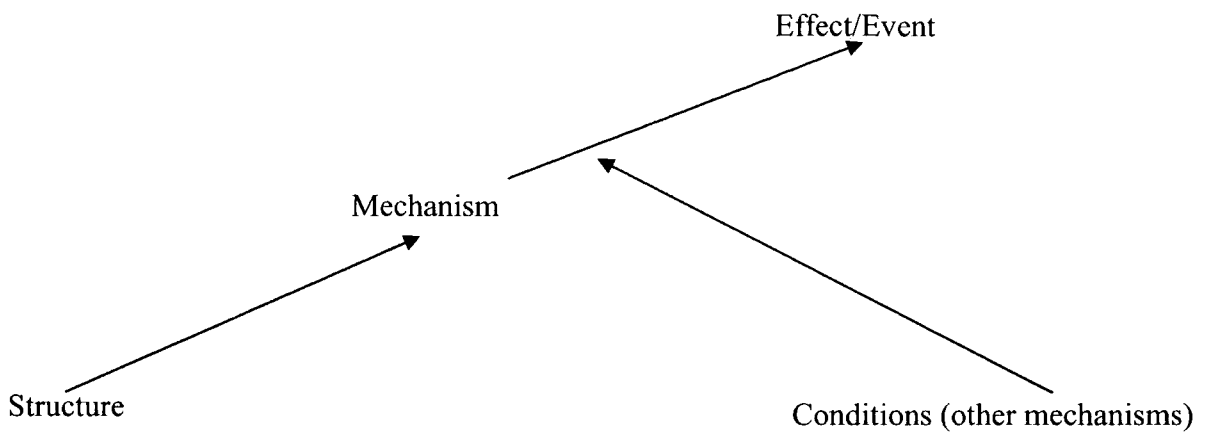 Effect/Event
Mechanism
Structure
Conditions (other mechanisms)